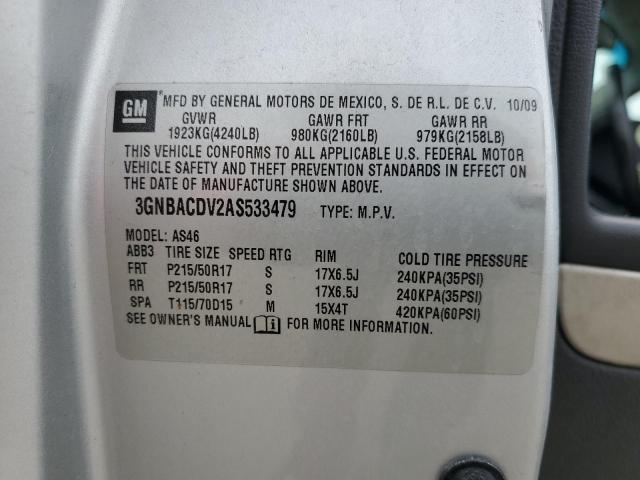 GM
MFD BY GENERAL MOTORS DE MEXICO, S. DE R.L. DE C.V. 10/09
GVWR GAWR FRT GAWR RR
1923KG(4240LB) 980KG(2160LB) 979KG(2158LB)
THIS VEHICLE CONFORMS TO ALL APPLICABLE U.S. FEDERAL MOTOR
VEHICLE SAFETY AND THEFT PREVENTION STANDARDS IN EFFECT ON
THE DATE OF MANUFACTURE SHOWN ABOVE.
3GNBACDV2AS533479 TYPE: M.P.V.
MODEL: AS46
ABB3 TIRE SIZE SPEED RTG RIM COLD TIRE PRESSURE
FRT P215/50R17 S 17X6.5J 240KPA(35PSI)
RR P215/50R17 S 17X6.5J 240KPA(35PSI)
SPA T115/70D15 M 15X4T 420KPA(60PSI)
SEE OWNER'S MANUAL FOR MORE INFORMATION.